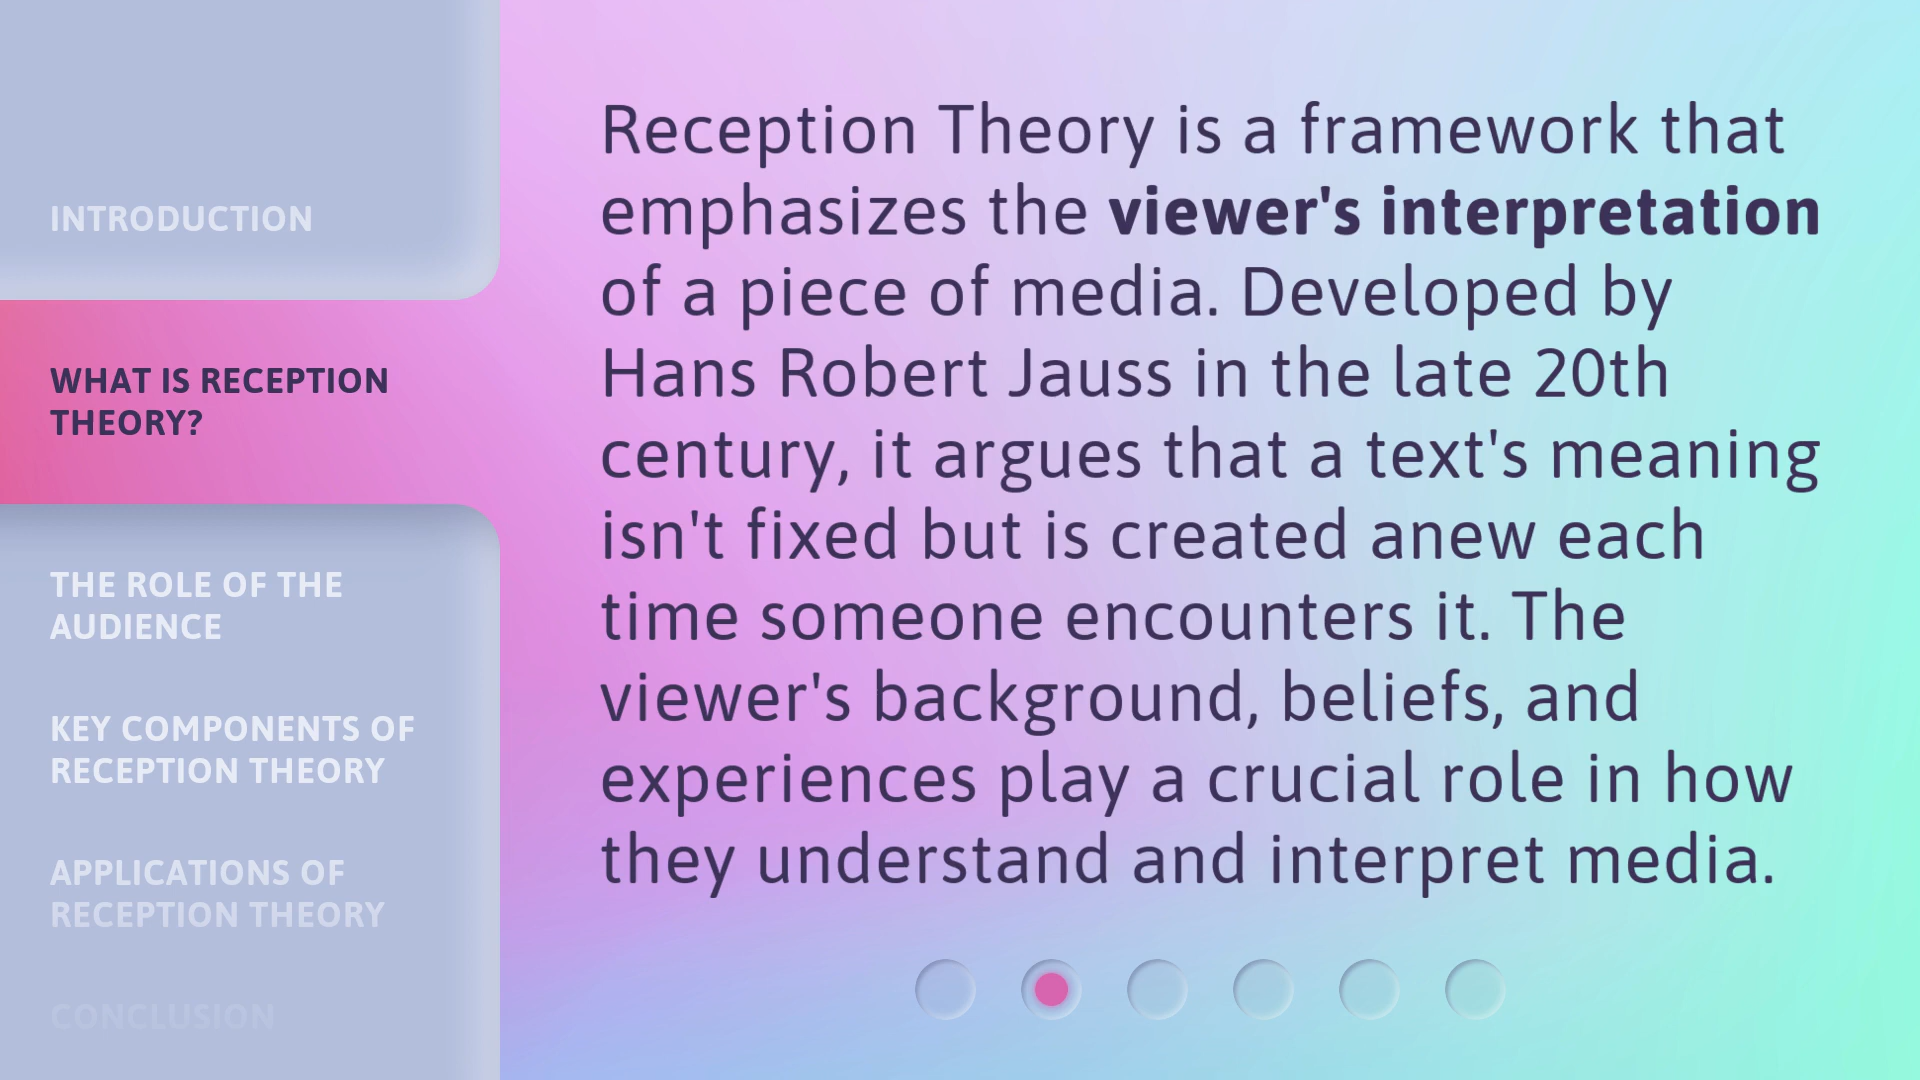 INTRODUCTION
WHAT IS RECEPTION
THEORY?
THE ROLE OF THE
AUDIENCE
KEY COMPONENTS OF
RECEPTION THEORY
APPLICATIONS OF
RECEPTION THEORY
CONCLUSION
Reception Theory is a framework that
emphasizes the viewer's interpretation
of a piece of media. Developed by
Hans Robert Jauss in the late 20th
century, it argues that a text's meaning
isn't fixed but is created anew each
time someone encounters it. The
viewer's background, beliefs, and
experiences play a crucial role in how
they understand and interpret media.